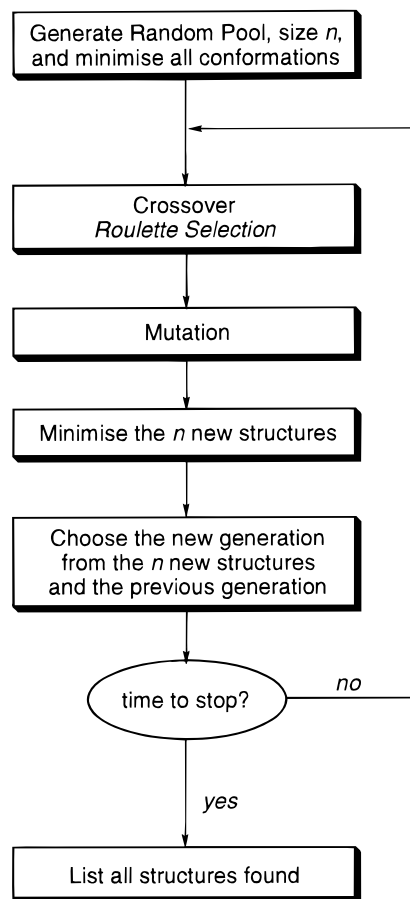 Generate Random Pool, size n,
and minimise all conformations
Crossover
Roulette Selection
Mutation
Minimise the n new structures
Choose the new generation
from the n new structures
and the previous generation
time to stop?
no
yes
List all structures found